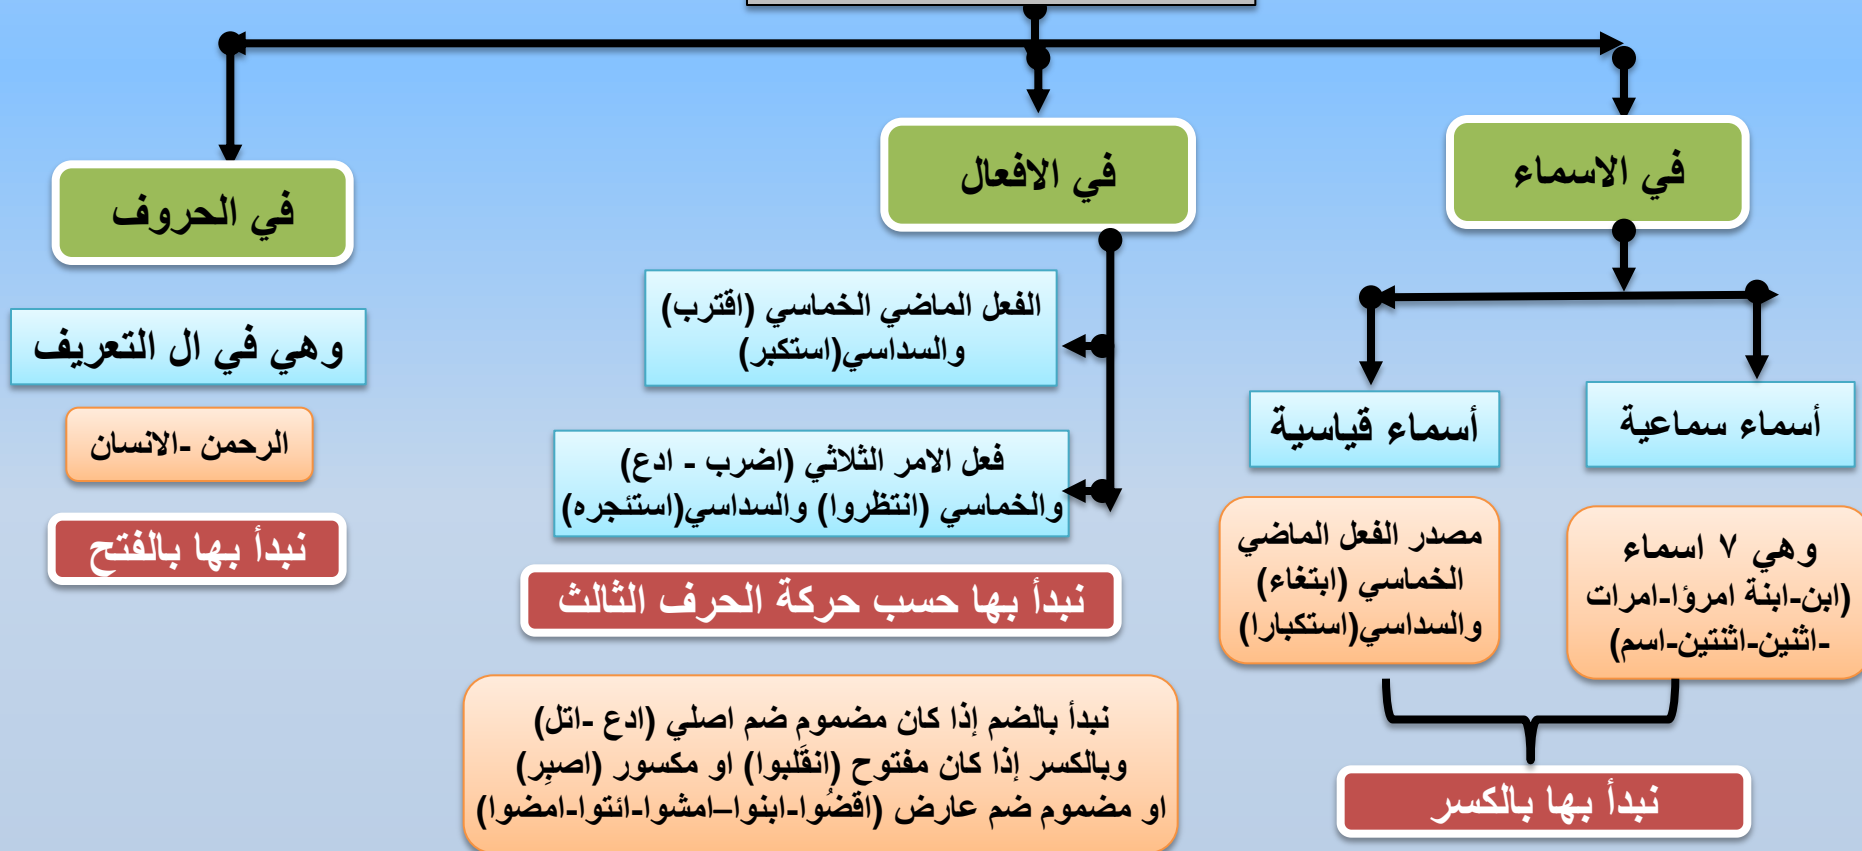 في الاسماء
في الافعال
في الحروف
أسماء سماعية
أسماء قياسية
وهي ٧ اسماء
(ابن-ابنة امرؤا-امرات
-اثنين-اثنتين-اسم)
مصدر الفعل الماضي
الخماسي (ابتغاء)
والسداسي(استكبارا)
نبدأ بها بالكسر
الفعل الماضي الخماسي (اقترب)
والسداسي(استكبر)
فعل الامر الثلاثي (اضرب - ادع)
والخماسي (انتظروا) والسداسي(استئجره)
نبدأ بها حسب حركة الحرف الثالث
نبدأ بالضم إذا كان مضموم ضم اصلي (ادع -اتل)
وبالكسر إذا كان مفتوح (انقَلبوا) او مكسور (اصبِر)
او مضموم ضم عارض (اقضُوا-ابنوا–امشوا-ائتوا-امضوا)
وهي في ال التعريف
الرحمن -الانسان
نبدأ بها بالفتح